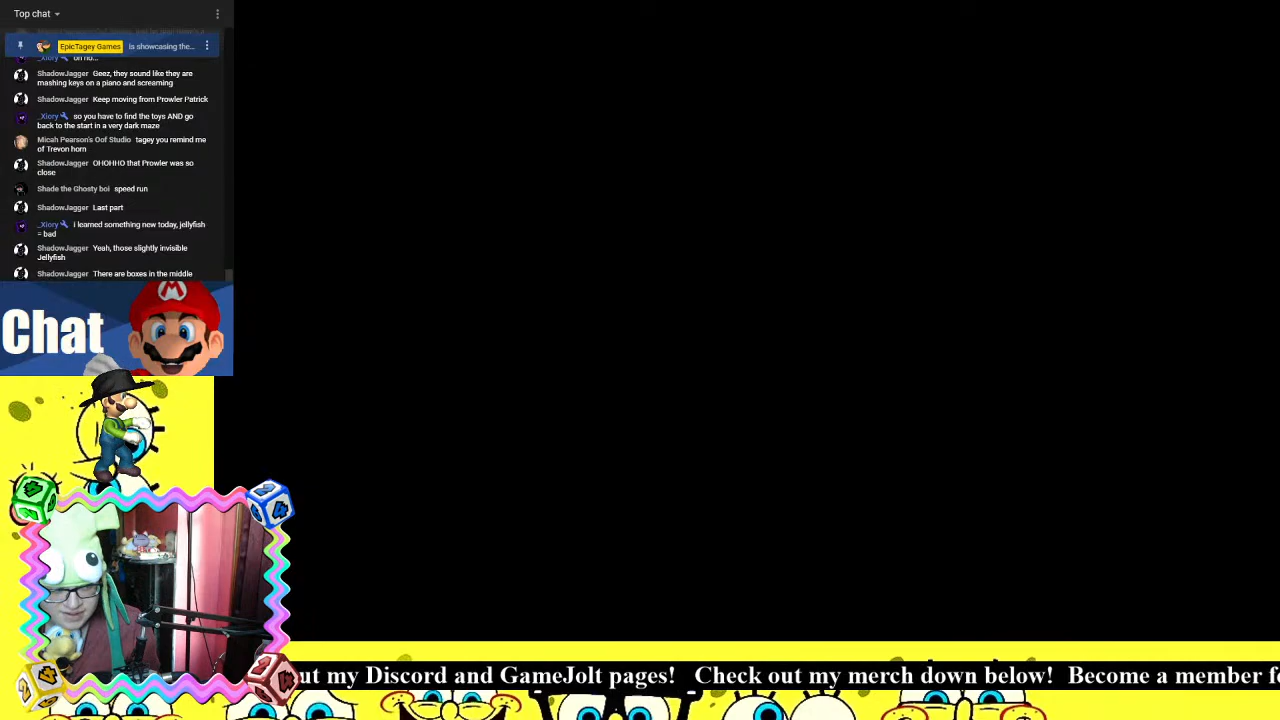 Top chat
EpicTagey Games is showcasing the...
_Xiory oh no...
ShadowJagger Geez, they sound like they are
mashing keys on a piano and screaming
ShadowJagger Keep moving from Prowler Patrick
_Xiory so you have to find the toys AND go
back to the start in a very dark maze
Micah Pearson's Oof Studio tagey you remind me
of Trevon horn
ShadowJagger OHOHHO that Prowler was so
close
Shade the Ghosty boi speed run
ShadowJagger Last part
_Xiory i learned something new today, jellyfish
= bad
ShadowJagger Yeah, those slightly invisible
Jellyfish
ShadowJagger There are boxes in the middle
Chat
ut my Discord and GameJolt pages! Check out my merch down below! Become a member fo